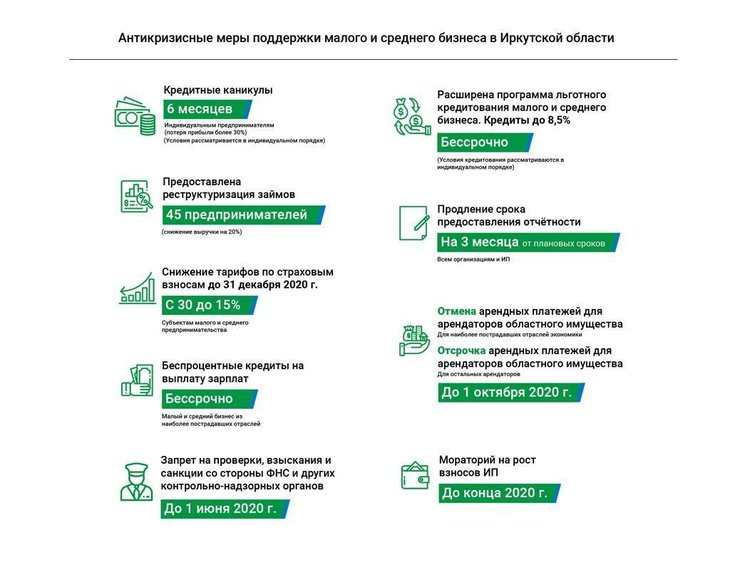 Антикризисные меры поддержки малого и среднего бизнеса в Иркутской области
Кредитные каникулы
6 месяцев
Индивидуальным предпринимателям
(потеря прибыли более 30%)
(Условия рассматривается в индивидуальном порядке)
Предоставлена
реструктуризация займов
45 предпринимателей
(снижение выручки на 20%)
Снижение тарифов по страховым
взносам до 31 декабря 2020 г.
С 30 до 15%
Субъектам малого и среднего
предпринимательства
Беспроцентные кредиты на
выплату зарплат
Бессрочно
Малый и средний бизнес из
наиболее пострадавших отраслей
Запрет на проверки, взыскания и
санкции со стороны ФНС и других
контрольно-надзорных органов
До 1 июня 2020 г.
Расширена программа льготного
кредитования малого и среднего
бизнеса. Кредиты до 8,5%
Бессрочно
(Условия кредитования рассматриваются в
индивидуальном порядке)
Продление срока
предоставления отчётности
На 3 месяца от плановых сроков
Всем организациям и ИП
Отмена арендных платежей для
арендаторов областного имущества
Для наиболее пострадавших отраслей экономики
Отсрочка арендных платежей для
арендаторов областного имущества
Для остальных арендаторов
До 1 октября 2020 г.
Мораторий на рост
взносов ИП
До конца 2020 г.